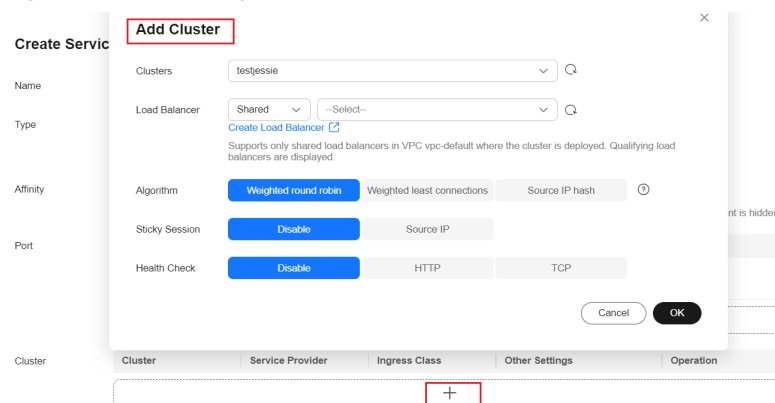 Add Cluster
Create Servic
Clusters
testjessie
Name
Load Balancer
Shared
--Select--
Type
Create Load Balancer
Supports only shared load balancers in VPC vpc-default where the cluster is deployed. Qualifying load
balancers are displayed.
Affinity
Algorithm
Weighted round robin
Weighted least connections
Source IP hash
nt is hidden
Sticky Session
Disable
Source IP
Port
Health Check
Disable
HTTP
TCP
Cancel
OK
Cluster
Cluster
Service Provider
Ingress Class
Other Settings
Operation